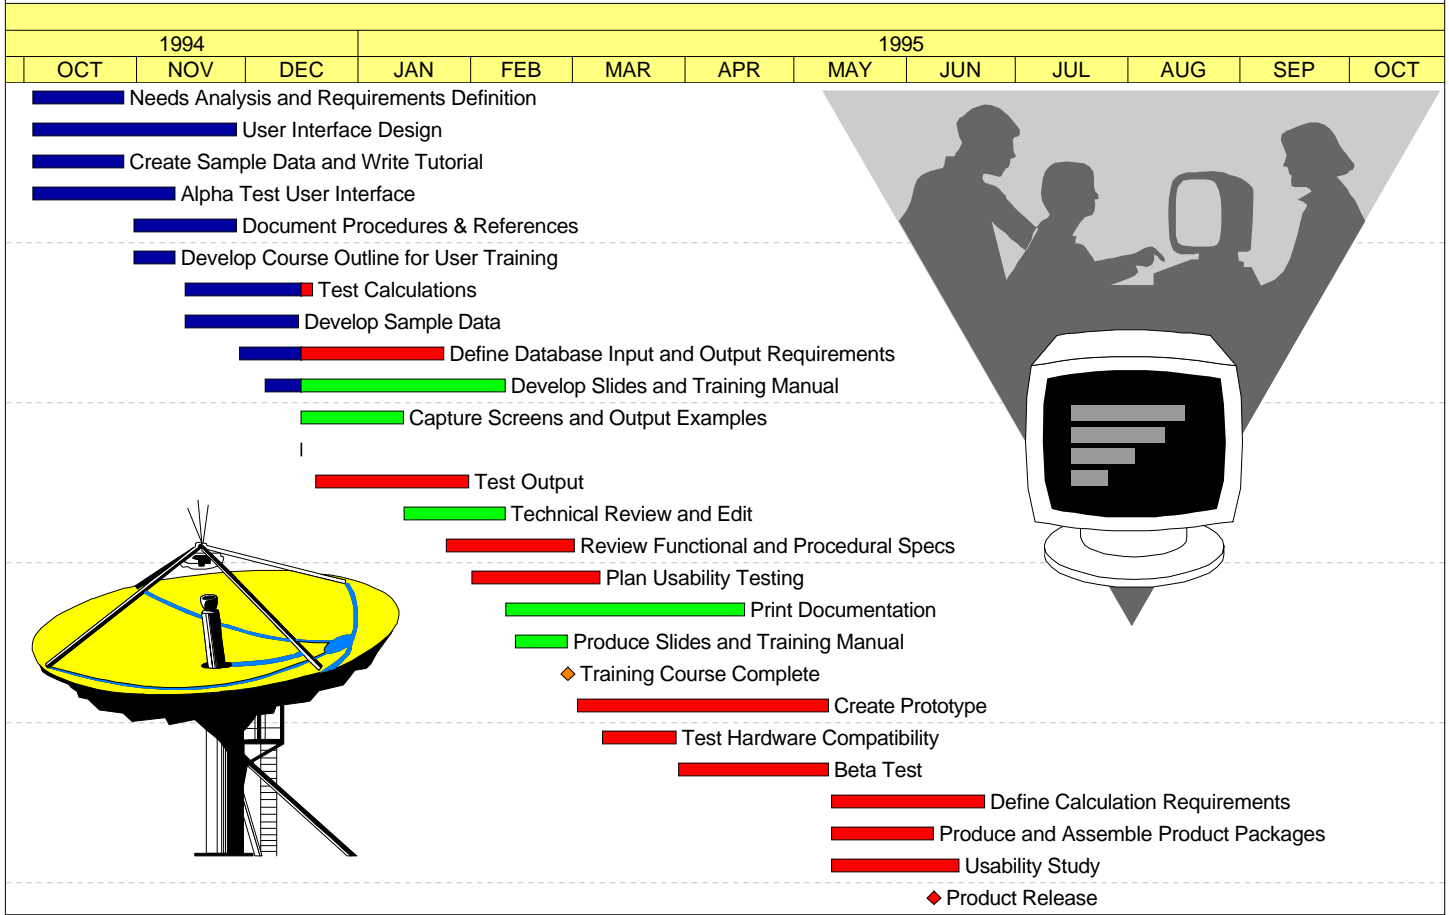 1994 1995
OCT NOV DEC JAN FEB MAR APR MAY JUN JUL AUG SEP OCT
Needs Analysis and Requirements Definition
User Interface Design
Create Sample Data and Write Tutorial
Alpha Test User Interface
Document Procedures & References
Develop Course Outline for User Training
Test Calculations
Develop Sample Data
Define Database Input and Output Requirements
Develop Slides and Training Manual
Capture Screens and Output Examples
Test Output
Technical Review and Edit
Review Functional and Procedural Specs
Plan Usability Testing
Print Documentation
Produce Slides and Training Manual
Training Course Complete
Create Prototype
Test Hardware Compatibility
Beta Test
Define Calculation Requirements
Produce and Assemble Product Packages
Usability Study
Product Release